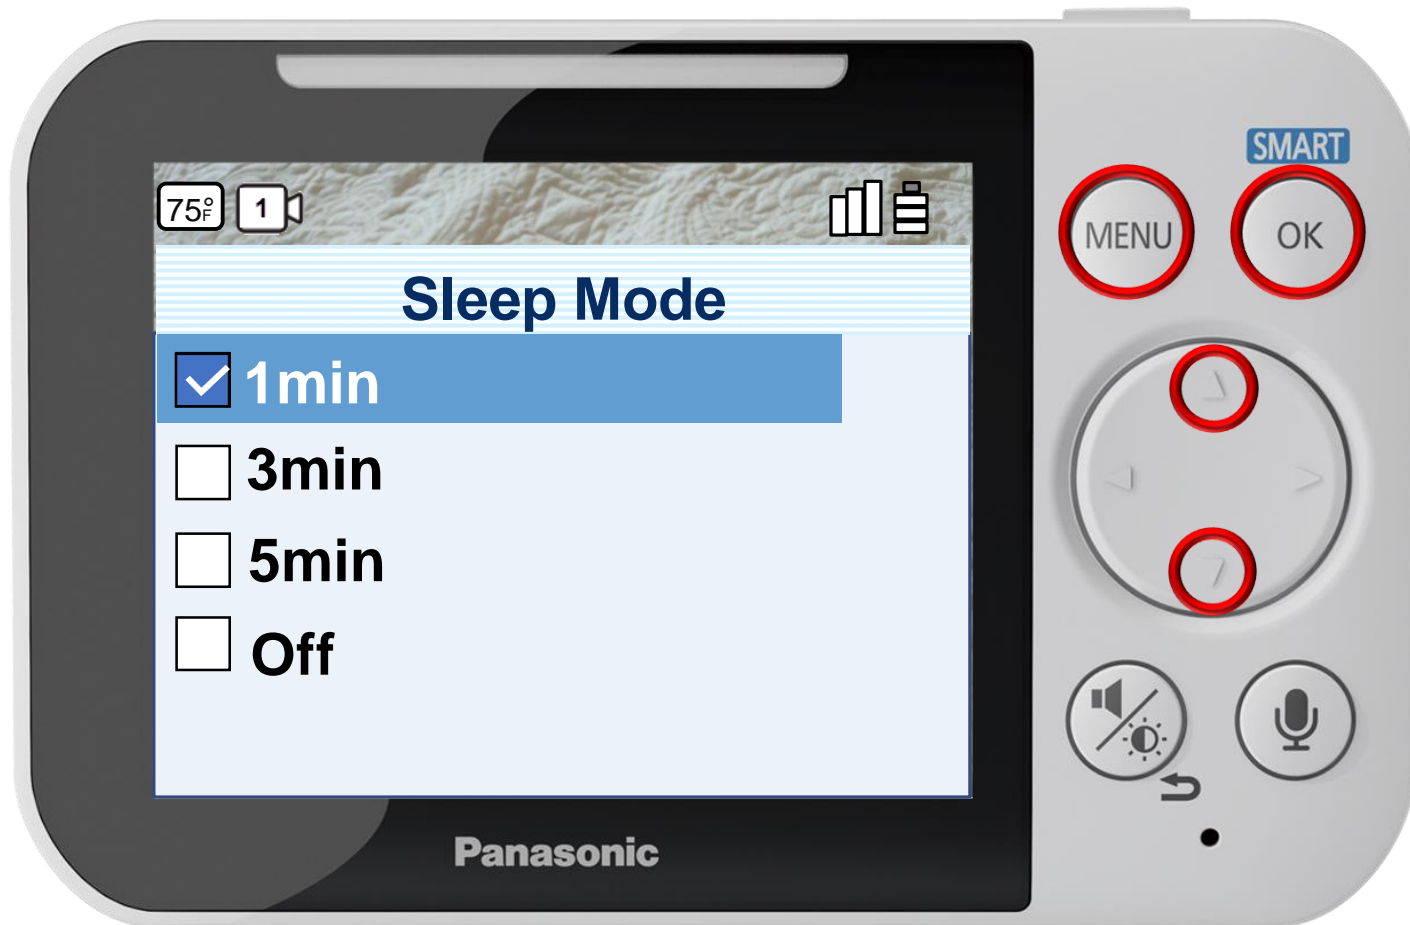 SMART
75°F
1
MENU
OK
Sleep Mode
1min
3min
5min
Off
Panasonic